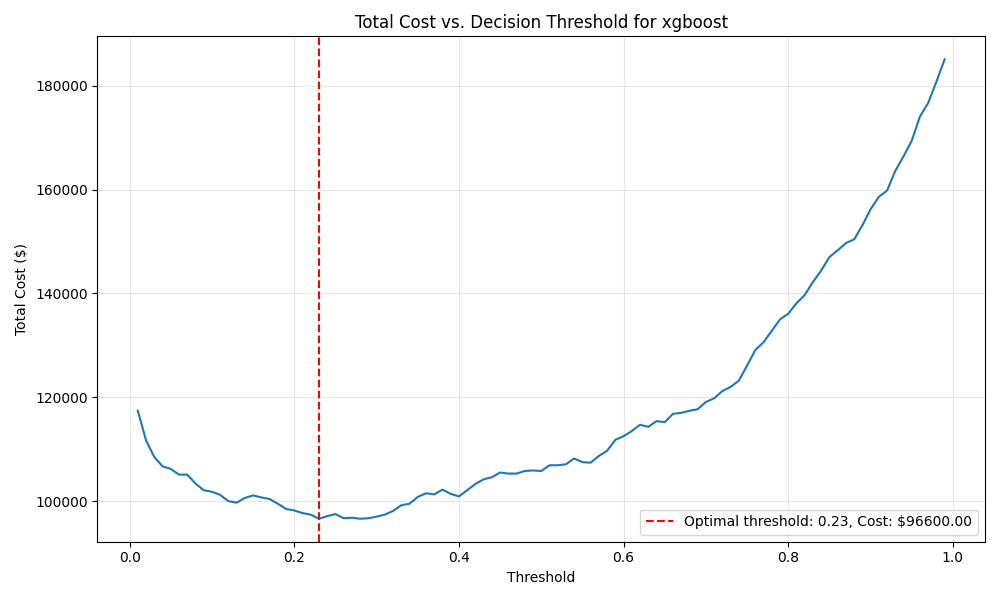 Total Cost vs. Decision Threshold for xgboost
Total Cost ($)
180000
160000
140000
120000
100000
Optimal threshold: 0.23, Cost: $96600.00
0.0 0.2 0.4 0.6 0.8 1.0
Threshold